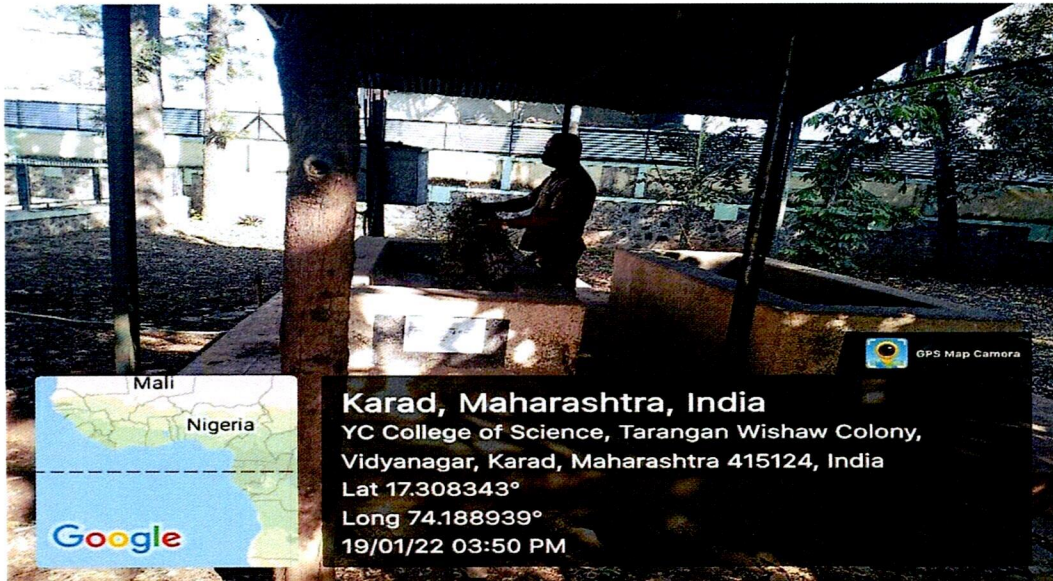 GPS Map Camera
Mali
Nigeria
Google
Karad, Maharashtra, India
YC College of Science, Tarangan Wishaw Colony,
Vidyanagar, Karad, Maharashtra 415124, India
Lat 17.308343°
Long 74.188939°
19/01/22 03:50 PM